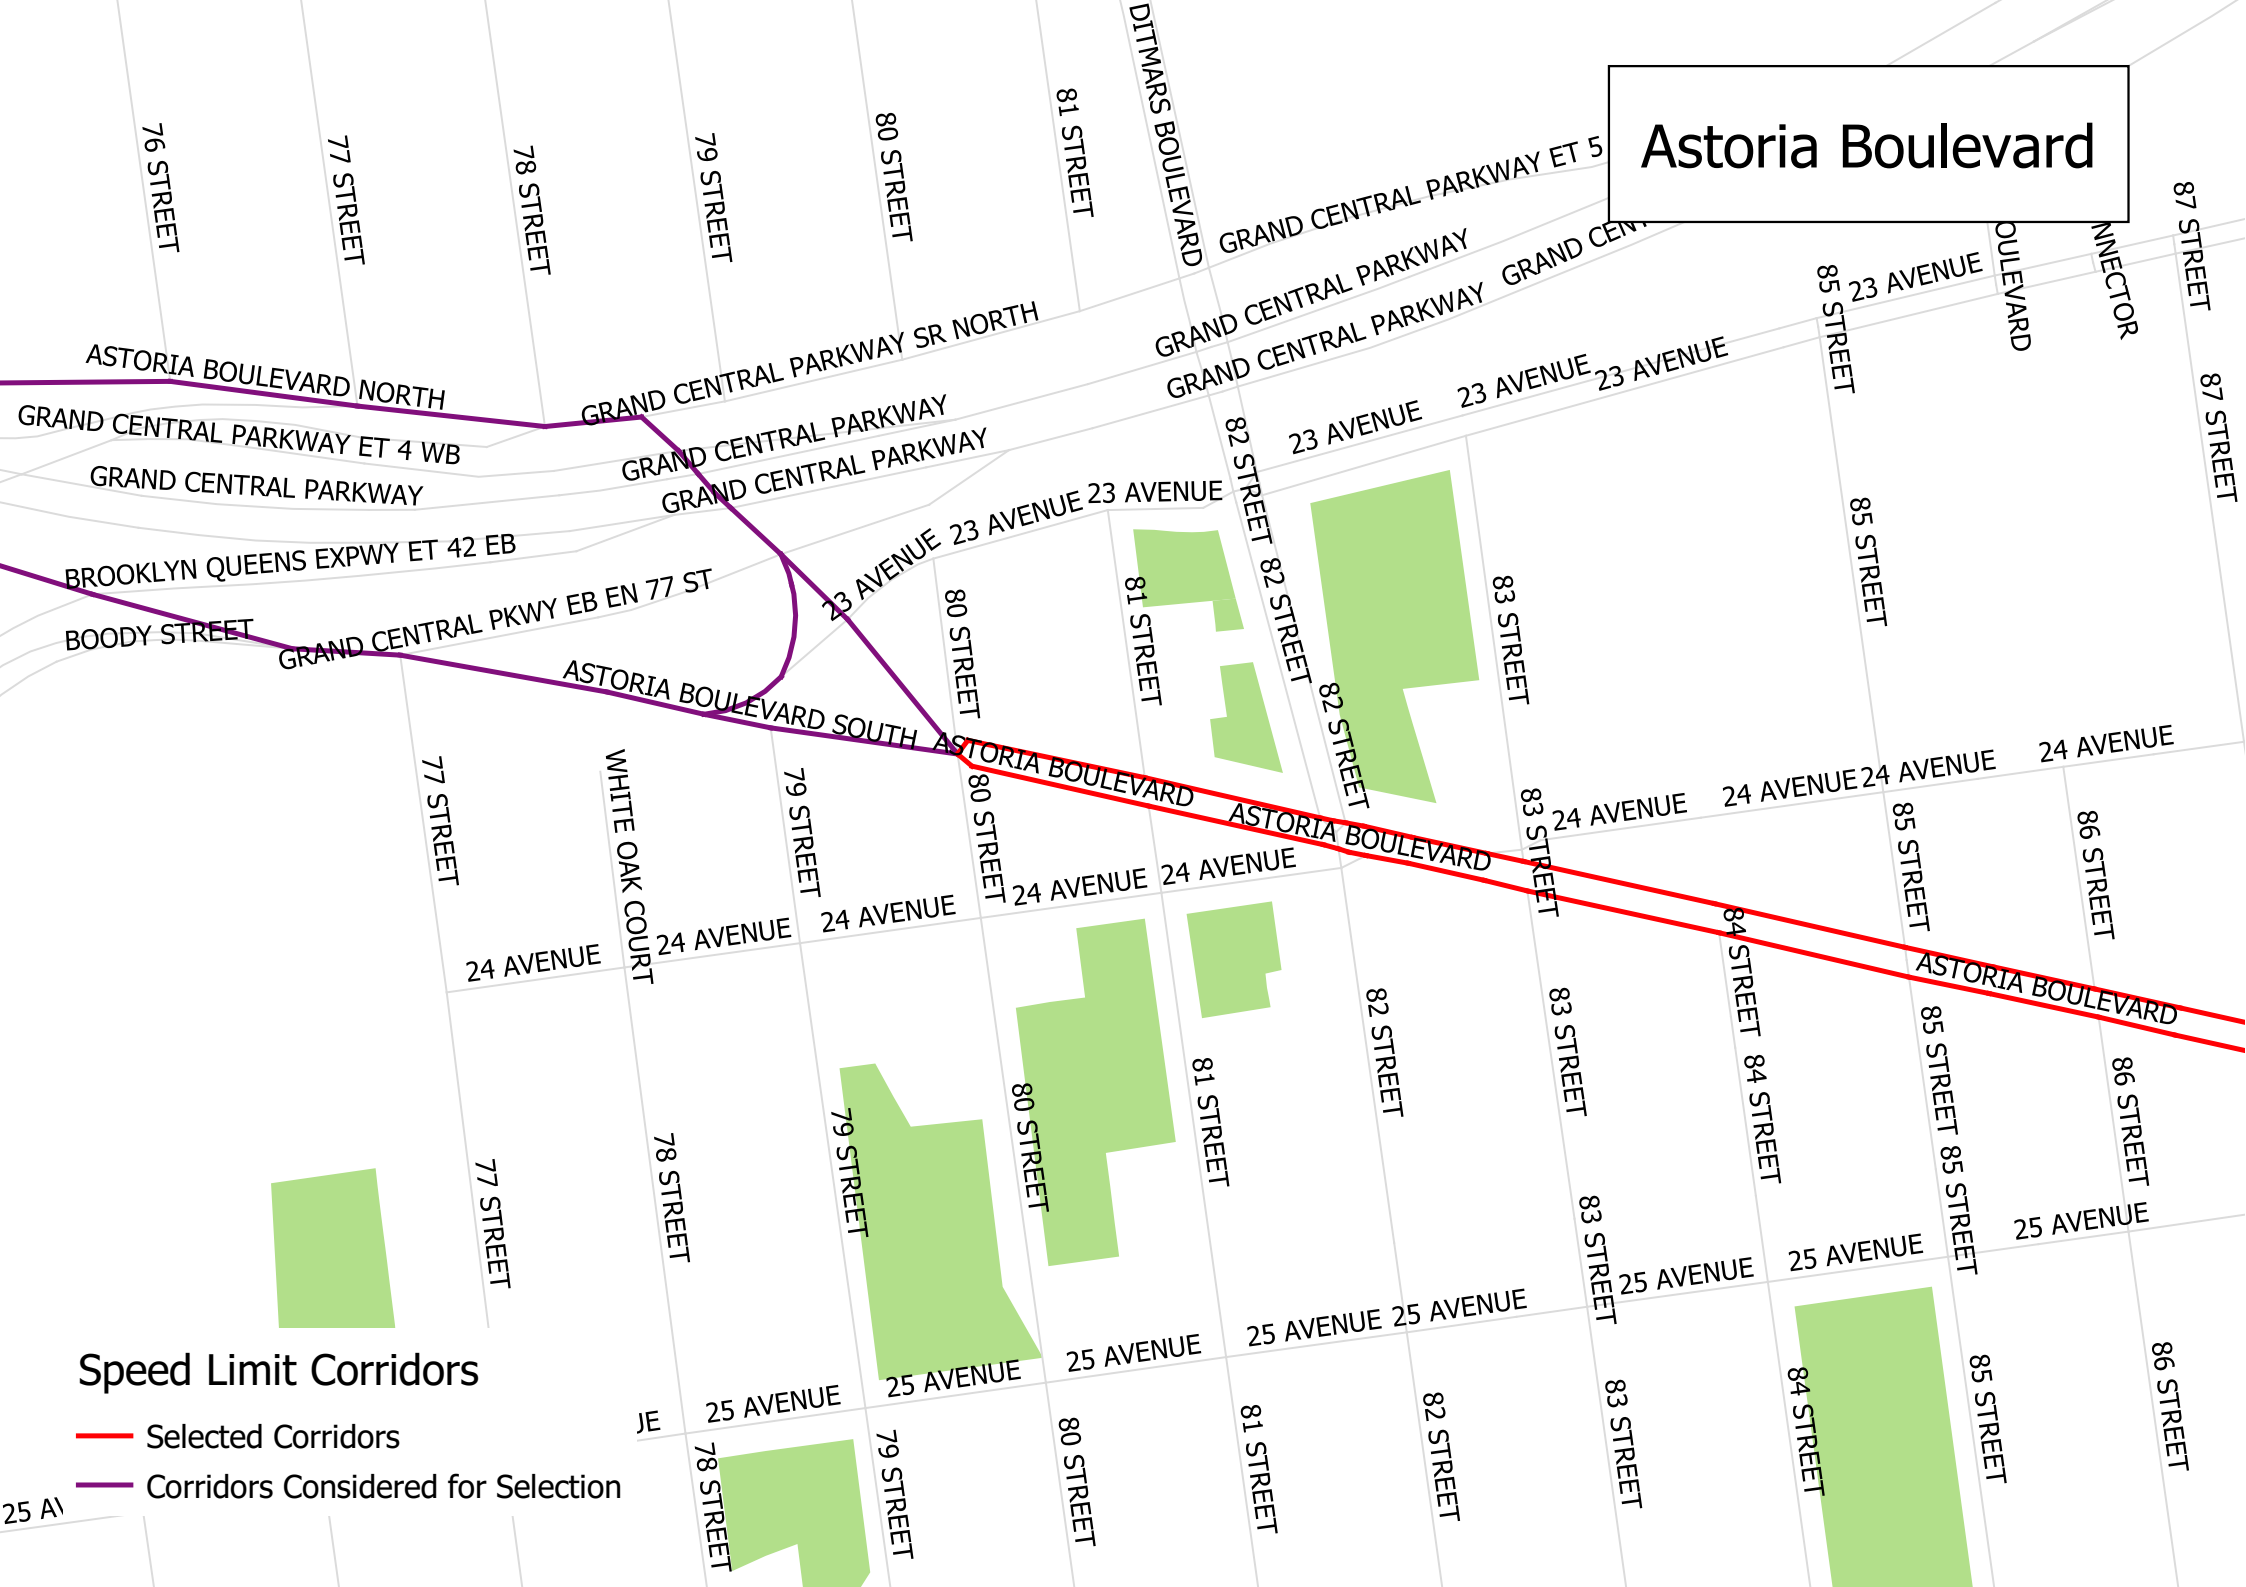 DITMARS BOULEVARD
Astoria Boulevard
76 STREET
77 STREET
78 STREET
79 STREET
80 STREET
81 STREET
GRAND CENTRAL PARKWAY ET 5
87 STREET
GRAND CENTRAL PARKWAY
GRAND CENT
OULEVARD
NNECTOR
23 AVENUE
85 STREET
GRAND CENTRAL PARKWAY SR NORTH
GRAND CENTRAL PARKWAY
ASTORIA BOULEVARD NORTH
GRAND CENTRAL PARKWAY ET 4 WB
GRAND CENTRAL PARKWAY
GRAND CENTRAL PARKWAY
GRAND CENTRAL PARKWAY
23 AVENUE
23 AVENUE
23 AVENUE
87 STREET
82 STREET
23 AVENUE
23 AVENUE
23 AVENUE
BROOKLYN QUEENS EXPWY ET 42 EB
BOODY STREET
GRAND CENTRAL PKWY EB EN 77 ST
80 STREET
81 STREET
82 STREET
83 STREET
85 STREET
ASTORIA BOULEVARD SOUTH
ASTORIA BOULEVARD
82 STREET
ASTORIA BOULEVARD
77 STREET
WHITE OAK COURT
79 STREET
80 STREET
83 STREET
24 AVENUE
24 AVENUE
24 AVENUE
24 AVENUE
85 STREET
86 STREET
24 AVENUE
24 AVENUE
24 AVENUE
24 AVENUE
24 AVENUE
84 STREET
ASTORIA BOULEVARD
82 STREET
83 STREET
85 STREET
77 STREET
78 STREET
79 STREET
80 STREET
81 STREET
84 STREET
86 STREET
85 STREET
83 STREET
25 AVENUE
25 AVENUE
25 AVENUE
25 AVENUE
25 AVENUE
25 AVENUE
25 AVENUE
25 AVENUE
Speed Limit Corridors
Selected Corridors
Corridors Considered for Selection
25 AV
UE
78 STREET
79 STREET
80 STREET
81 STREET
82 STREET
83 STREET
84 STREET
85 STREET
86 STREET